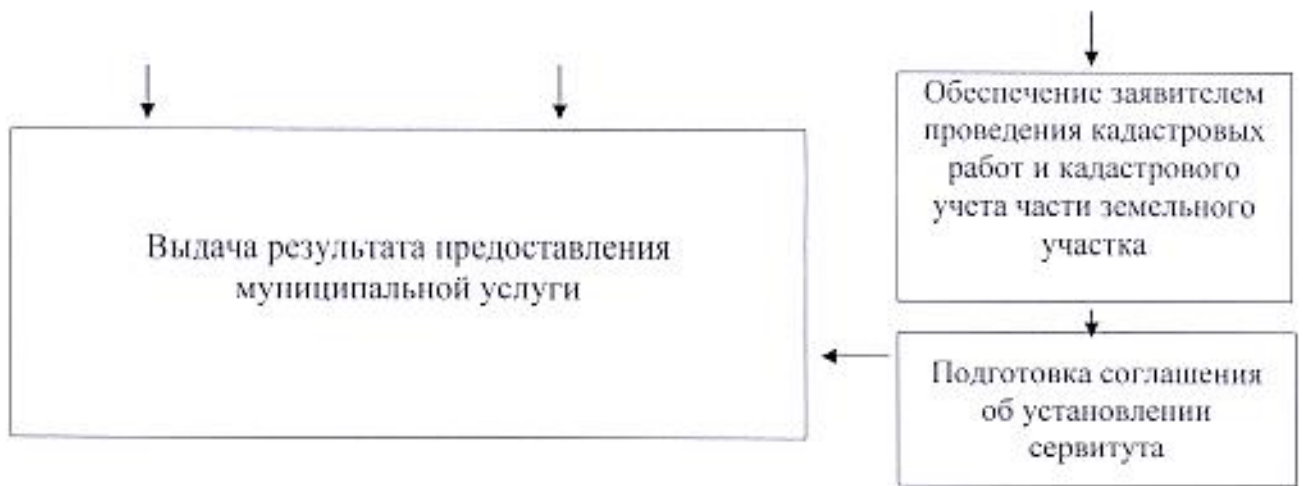 Обеспечение заявителем
проведения кадастровых
работ и кадастрового
учета части земельного
участка
Выдача результата предоставления
муниципальной услуги
Подготовка соглашения
об установлении
сервитута